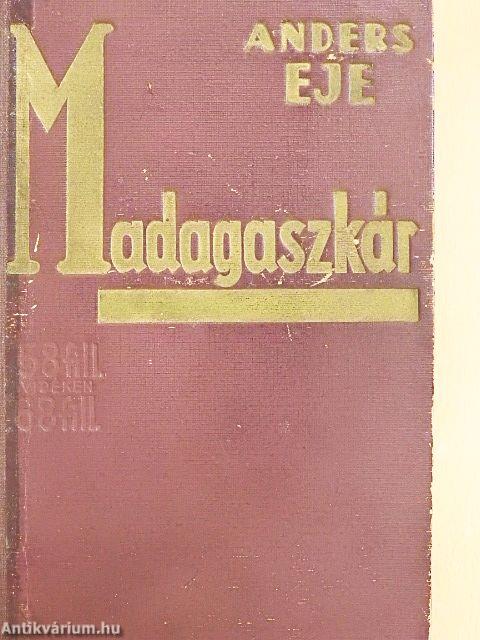 ANDERS
EJE
Madagaszkár
58 fill.
VIDÉKEN
68 fill.
Antikvárium.hu